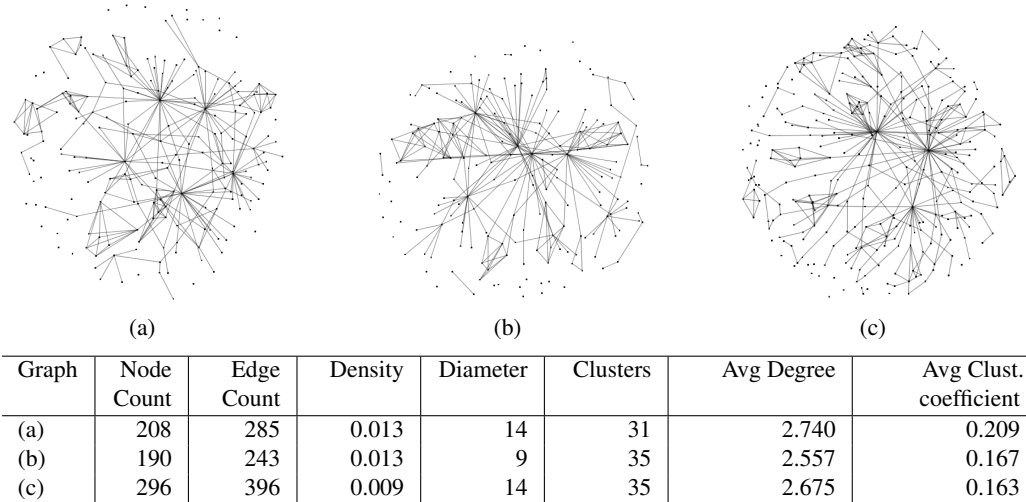 (a) (b) (c)
Graph Node Edge Density Diameter Clusters Avg Degree Avg Clust.
Count Count coefficient
(a) 208 285 0.013 14 31 2.740 0.209
(b) 190 243 0.013 9 35 2.557 0.167
(c) 296 396 0.009 14 35 2.675 0.163